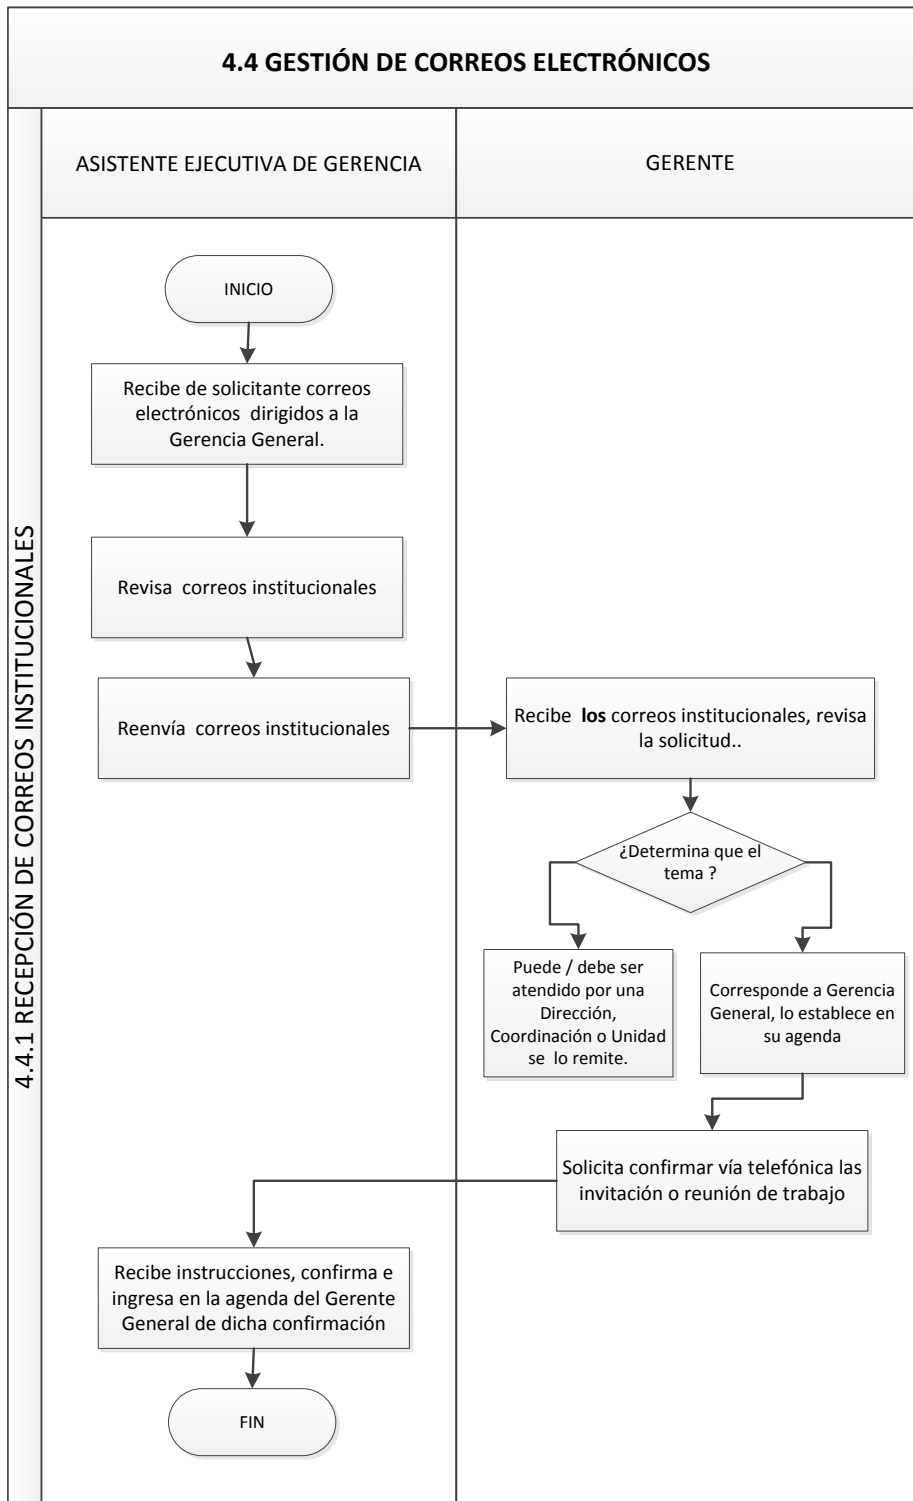 4.4 GESTIÓN DE CORREOS ELECTRÓNICOS
4.4.1 RECEPCIÓN DE CORREOS INSTITUCIONALES
ASISTENTE EJECUTIVA DE GERENCIA
GERENTE
INICIO
Recibe de solicitante correos
electrónicos dirigidos a la
Gerencia General.
Revisa correos institucionales
Reenvía correos institucionales
Recibe los correos institucionales, revisa
la solicitud..
¿Determina que el
tema ?
Puede / debe ser
atendido por una
Dirección,
Coordinación o Unidad
se lo remite.
Corresponde a Gerencia
General, lo establece en
su agenda
Solicita confirmar vía telefónica las
invitación o reunión de trabajo
Recibe instrucciones, confirma e
ingresa en la agenda del Gerente
General de dicha confirmación
FIN